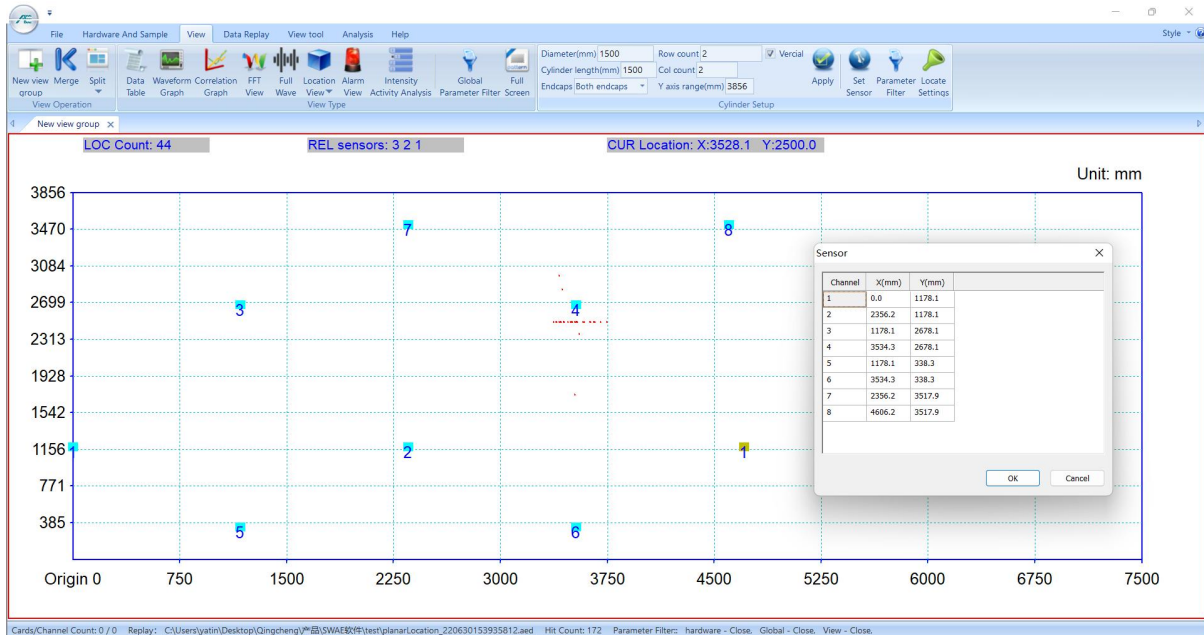 File Hardware And Sample View Data Replay View tool Analysis Help Style
New view group Merge Split Data Table Waveform Graph Correlation Graph FFT View Full Wave Location View Alarm View Intensity Activity Analysis Global Parameter Filter Full Screen
Diameter(mm) 1500 Row count 2 Vercial
Cylinder length(mm) 1500 Col count 2
Endcaps Both endcaps Y axis range(mm) 3856
Apply Set Sensor Parameter Filter Locate Settings
View Operation View Type Cylinder Setup
New view group
LOC Count: 44 REL sensors: 3 2 1 CUR Location: X:3528.1 Y:2500.0
Unit: mm
3856
3470
3084
2699
2313
1928
1542
1156
771
385
7 8
3 4
1 2 1
5 6
Origin 0 750 1500 2250 3000 3750 4500 5250 6000 6750 7500
Sensor
Channel X(mm) Y(mm)
1 0.0 1178.1
2 2356.2 1178.1
3 1178.1 2678.1
4 3534.3 2678.1
5 1178.1 338.3
6 3534.3 338.3
7 2356.2 3517.9
8 4606.2 3517.9
OK Cancel
Cards/Channel Count: 0 / 0 Replay: C:\Users\yatin\Desktop\Qingcheng\产品\SWAE软件\test\planarLocation_220630153935812.aed Hit Count: 172 Parameter Filter: hardware - Close, Global - Close, View - Close,